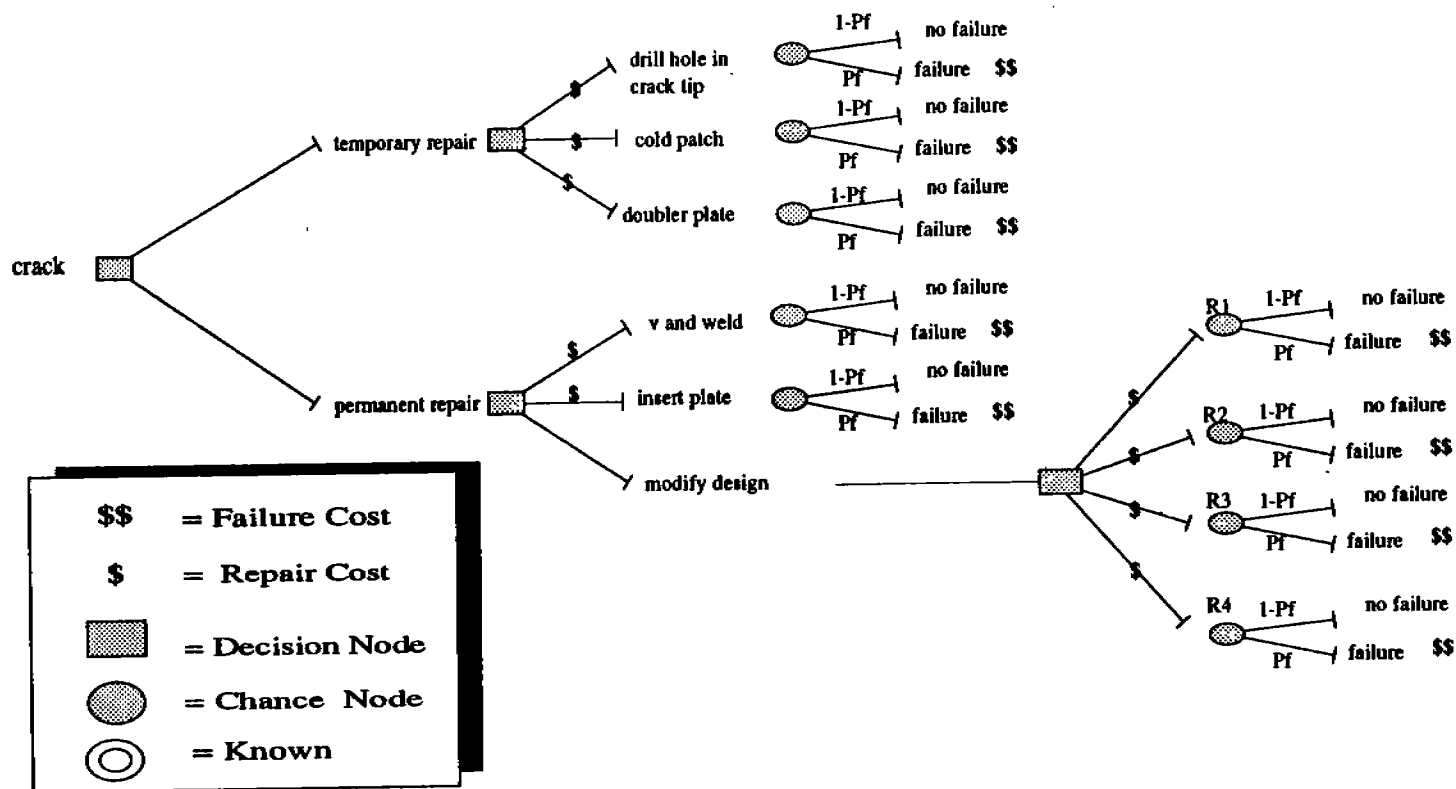 crack
temporary repair
$
drill hole in
crack tip
1-Pf
no failure
Pf
failure $$
$
cold patch
1-Pf
no failure
Pf
failure $$
$
doubler plate
1-Pf
no failure
Pf
failure $$
permanent repair
$
v and weld
1-Pf
no failure
Pf
failure $$
$
insert plate
1-Pf
no failure
Pf
failure $$
modify design
$
R1
1-Pf
no failure
Pf
failure $$
$
R2
1-Pf
no failure
Pf
failure $$
$
R3
1-Pf
no failure
Pf
failure $$
$
R4
1-Pf
no failure
Pf
failure $$
$$ = Failure Cost
$ = Repair Cost
= Decision Node
= Chance Node
= Known